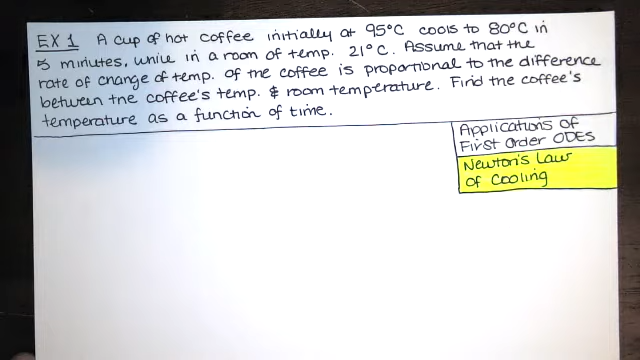 EX 1 A cup of hot coffee initially at 95°C cools to 80°C in
5 minutes, while in a room of temp. 21°C. Assume that the
rate of change of temp. of the coffee is proportional to the difference
between the coffee's temp. & room temperature. Find the coffee's
temperature as a function of time.
Applications of
First Order ODES
Newton's Law
of Cooling